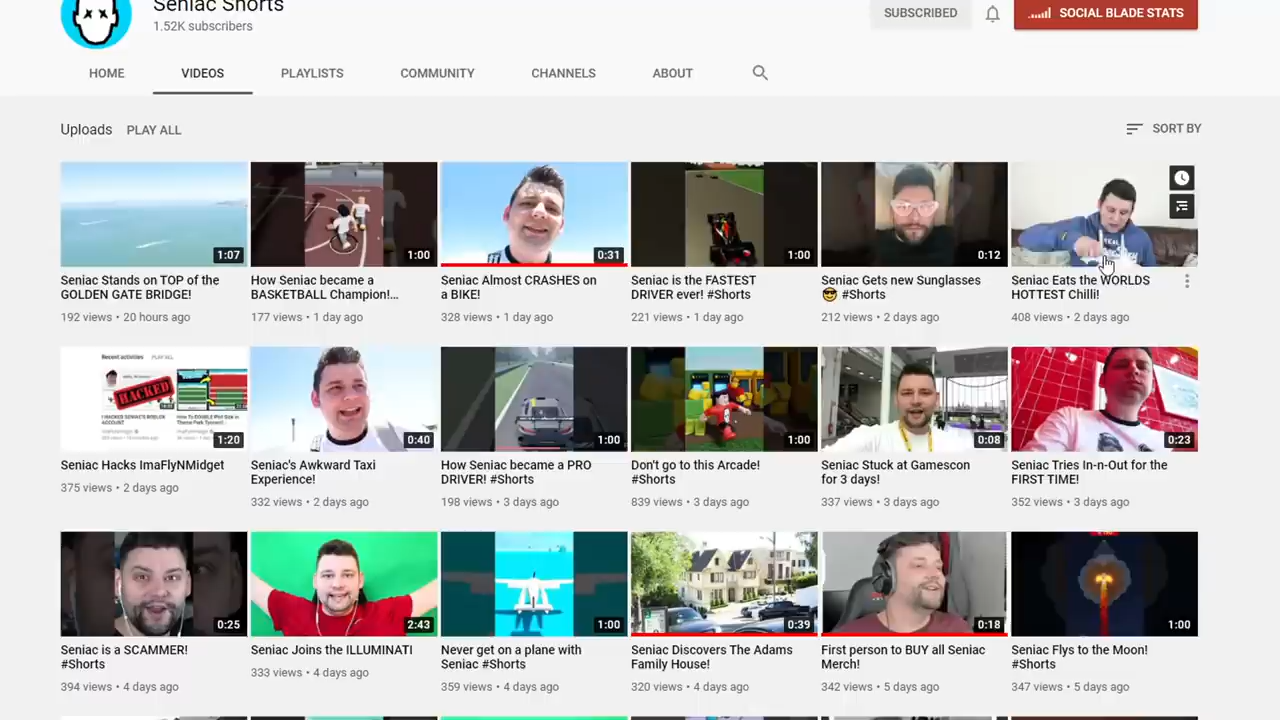 Seniac Shorts
1.52K subscribers
SUBSCRIBED
SOCIAL BLADE STATS
HOME
VIDEOS
PLAYLISTS
COMMUNITY
CHANNELS
ABOUT
Uploads
PLAY ALL
SORT BY
1:07
1:00
0:31
1:00
0:12
Seniac Stands on TOP of the
GOLDEN GATE BRIDGE!
192 views • 20 hours ago
How Seniac became a
BASKETBALL Champion!...
177 views • 1 day ago
Seniac Almost CRASHES on
a BIKE!
328 views • 1 day ago
Seniac is the FASTEST
DRIVER ever! #Shorts
221 views • 1 day ago
Seniac Gets new Sunglasses
😎 #Shorts
212 views • 2 days ago
Seniac Eats the WORLDS
HOTTEST Chilli!
408 views • 2 days ago
Recent activities PLAY ALL
HACKED
I HACKED SENIAC'S ROBLOX
ACCOUNT
1:20
0:40
1:00
1:00
0:08
0:23
Seniac Hacks ImaFlyNMidget
375 views • 2 days ago
Seniac's Awkward Taxi
Experience!
332 views • 2 days ago
How Seniac became a PRO
DRIVER! #Shorts
198 views • 3 days ago
Don't go to this Arcade!
#Shorts
839 views • 3 days ago
Seniac Stuck at Gamescon
for 3 days!
337 views • 3 days ago
Seniac Tries In-n-Out for the
FIRST TIME!
352 views • 3 days ago
0:25
2:43
1:00
0:39
0:18
1:00
Seniac is a SCAMMER!
#Shorts
394 views • 4 days ago
Seniac Joins the ILLUMINATI
333 views • 4 days ago
Never get on a plane with
Seniac #Shorts
359 views • 4 days ago
Seniac Discovers The Adams
Family House!
320 views • 4 days ago
First person to BUY all Seniac
Merch!
342 views • 5 days ago
Seniac Flys to the Moon!
#Shorts
347 views • 5 days ago